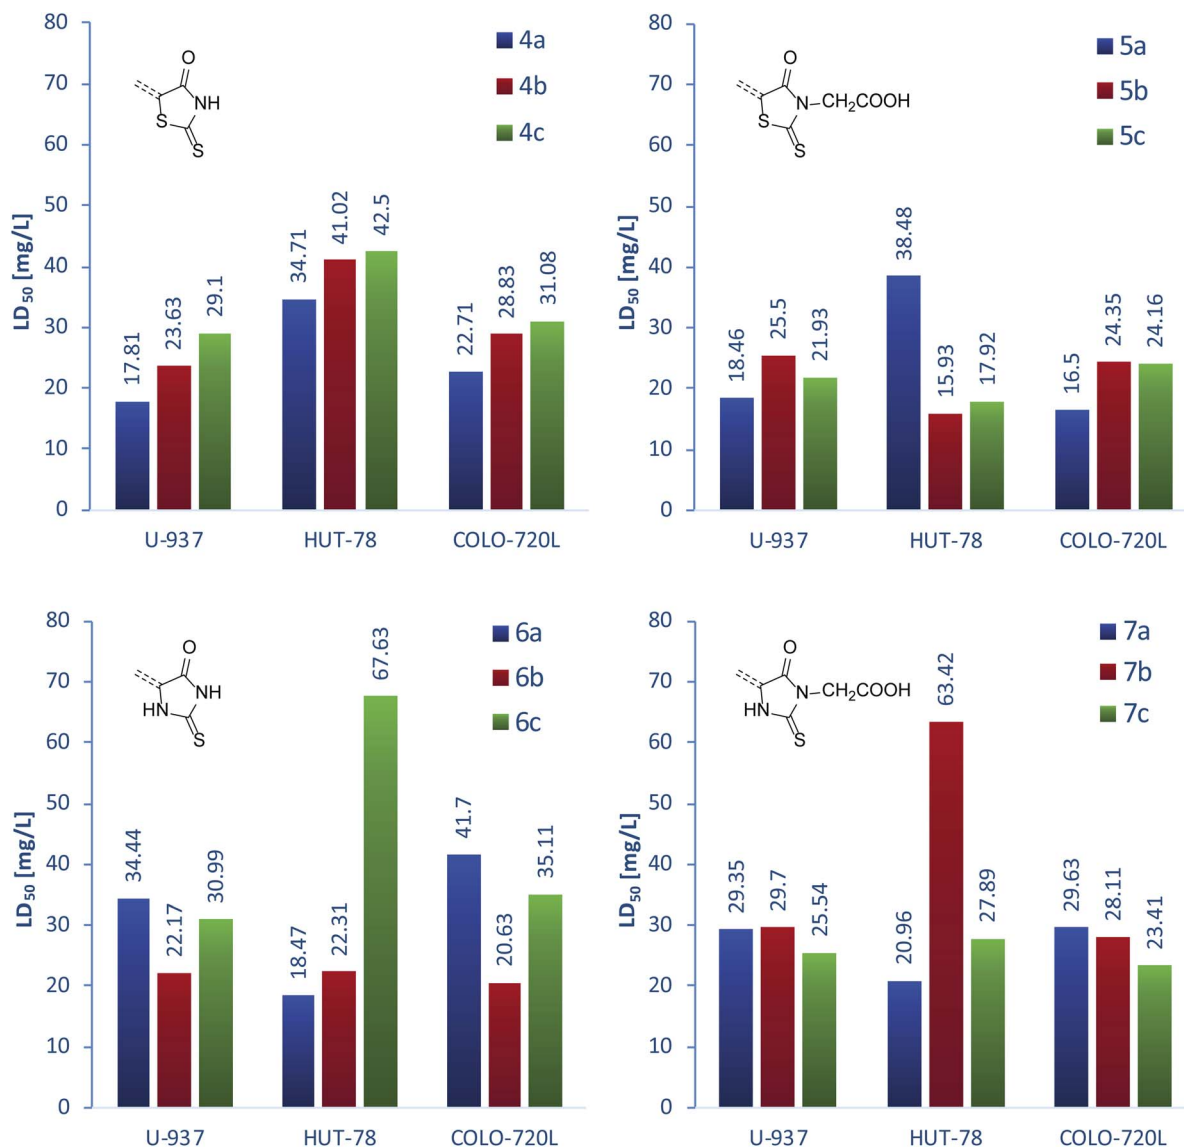 80
70
60
50
40
30
20
10
0
LD50 [mg/L]
O
NH
S
S
4a
4b
4c
17.81
23.63
29.1
34.71
41.02
42.5
22.71
28.83
31.08
U-937
HUT-78
COLO-720L
80
70
60
50
40
30
20
10
0
LD50 [mg/L]
O
N CH2COOH
S
S
5a
5b
5c
18.46
25.5
21.93
38.48
15.93
17.92
16.5
24.35
24.16
U-937
HUT-78
COLO-720L
80
70
60
50
40
30
20
10
0
LD50 [mg/L]
O
NH
HN
S
6a
6b
6c
34.44
22.17
30.99
18.47
22.31
67.63
41.7
20.63
35.11
U-937
HUT-78
COLO-720L
80
70
60
50
40
30
20
10
0
LD50 [mg/L]
O
N CH2COOH
HN
S
7a
7b
7c
29.35
29.7
25.54
20.96
63.42
27.89
29.63
28.11
23.41
U-937
HUT-78
COLO-720L